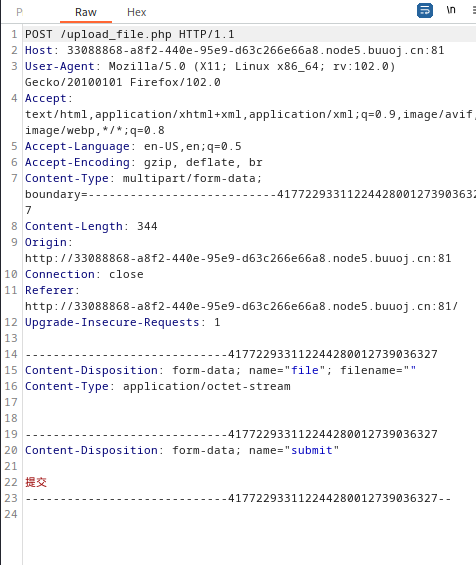 P Raw Hex \n
1 POST /upload_file.php HTTP/1.1
2 Host: 33088868-a8f2-440e-95e9-d63c266e66a8.node5.buuoj.cn:81
3 User-Agent: Mozilla/5.0 (X11; Linux x86_64; rv:102.0)
Gecko/20100101 Firefox/102.0
4 Accept:
text/html,application/xhtml+xml,application/xml;q=0.9,image/avif,
image/webp,*/*;q=0.8
5 Accept-Language: en-US,en;q=0.5
6 Accept-Encoding: gzip, deflate, br
7 Content-Type: multipart/form-data;
boundary=---------------------------41772293311224428001273903632
7
8 Content-Length: 344
9 Origin:
http://33088868-a8f2-440e-95e9-d63c266e66a8.node5.buuoj.cn:81
10 Connection: close
11 Referer:
http://33088868-a8f2-440e-95e9-d63c266e66a8.node5.buuoj.cn:81/
12 Upgrade-Insecure-Requests: 1
13
14 -----------------------------417722933112244280012739036327
15 Content-Disposition: form-data; name="file"; filename=""
16 Content-Type: application/octet-stream
17
18
19 -----------------------------417722933112244280012739036327
20 Content-Disposition: form-data; name="submit"
21
22 提交
23 -----------------------------417722933112244280012739036327--
24